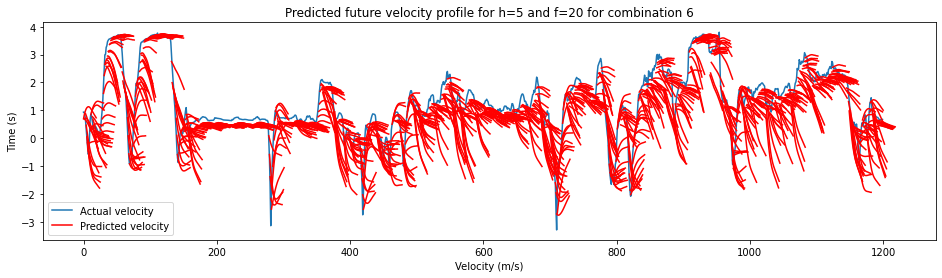 Predicted future velocity profile for h=5 and f=20 for combination 6
4
3
2
1
0
−1
−2
−3
Time (s)
Actual velocity
Predicted velocity
0 200 400 600 800 1000 1200
Velocity (m/s)